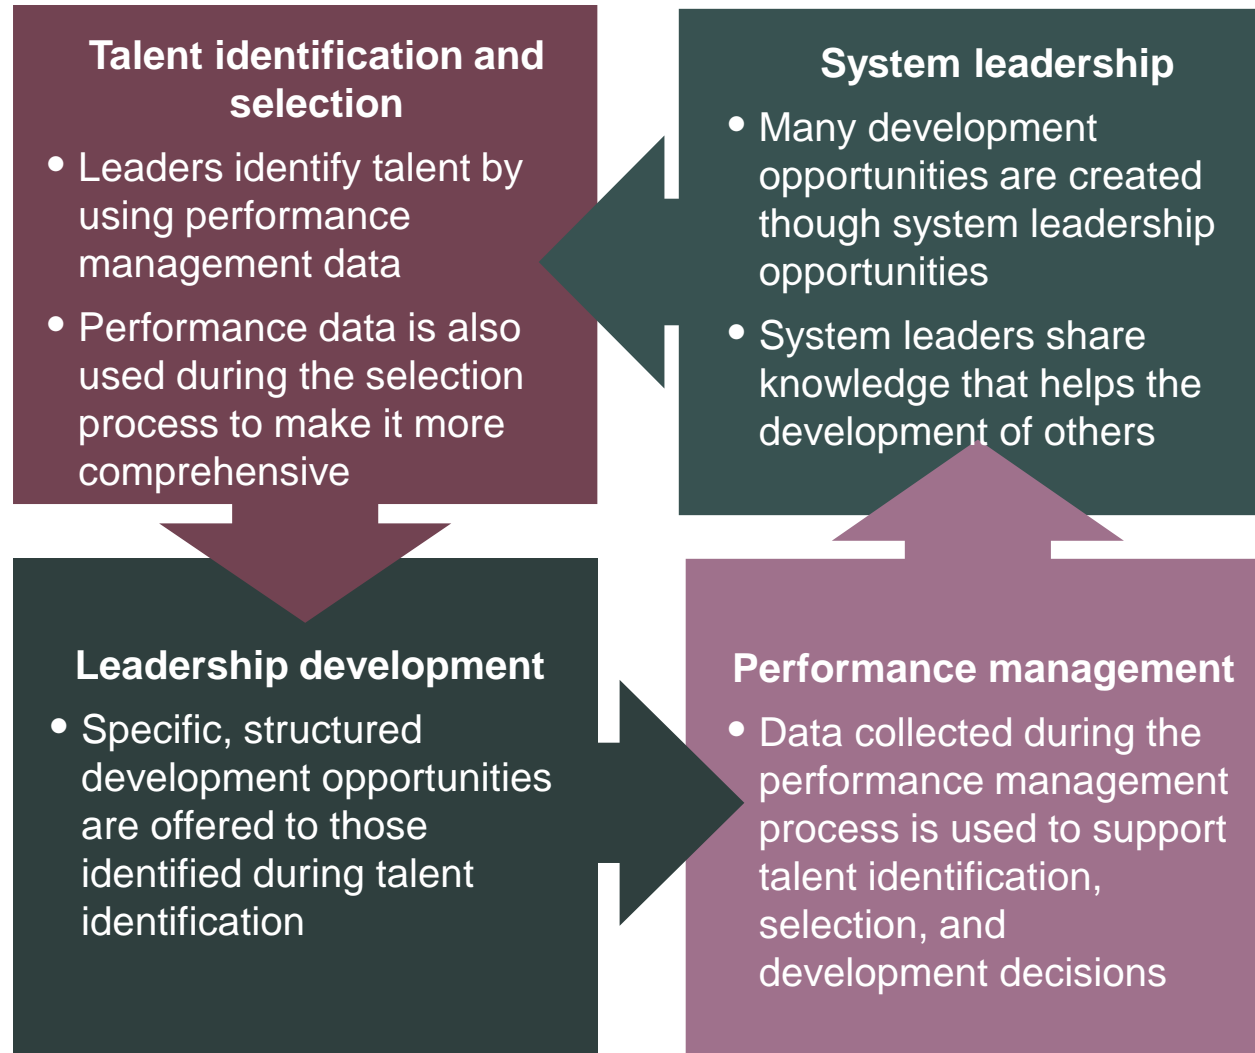 Talent identification and
selection
• Leaders identify talent by
using performance
management data
• Performance data is also
used during the selection
process to make it more
comprehensive
System leadership
• Many development
opportunities are created
though system leadership
opportunities
• System leaders share
knowledge that helps the
development of others
Leadership development
• Specific, structured
development opportunities
are offered to those
identified during talent
identification
Performance management
• Data collected during the
performance management
process is used to support
talent identification,
selection, and
development decisions